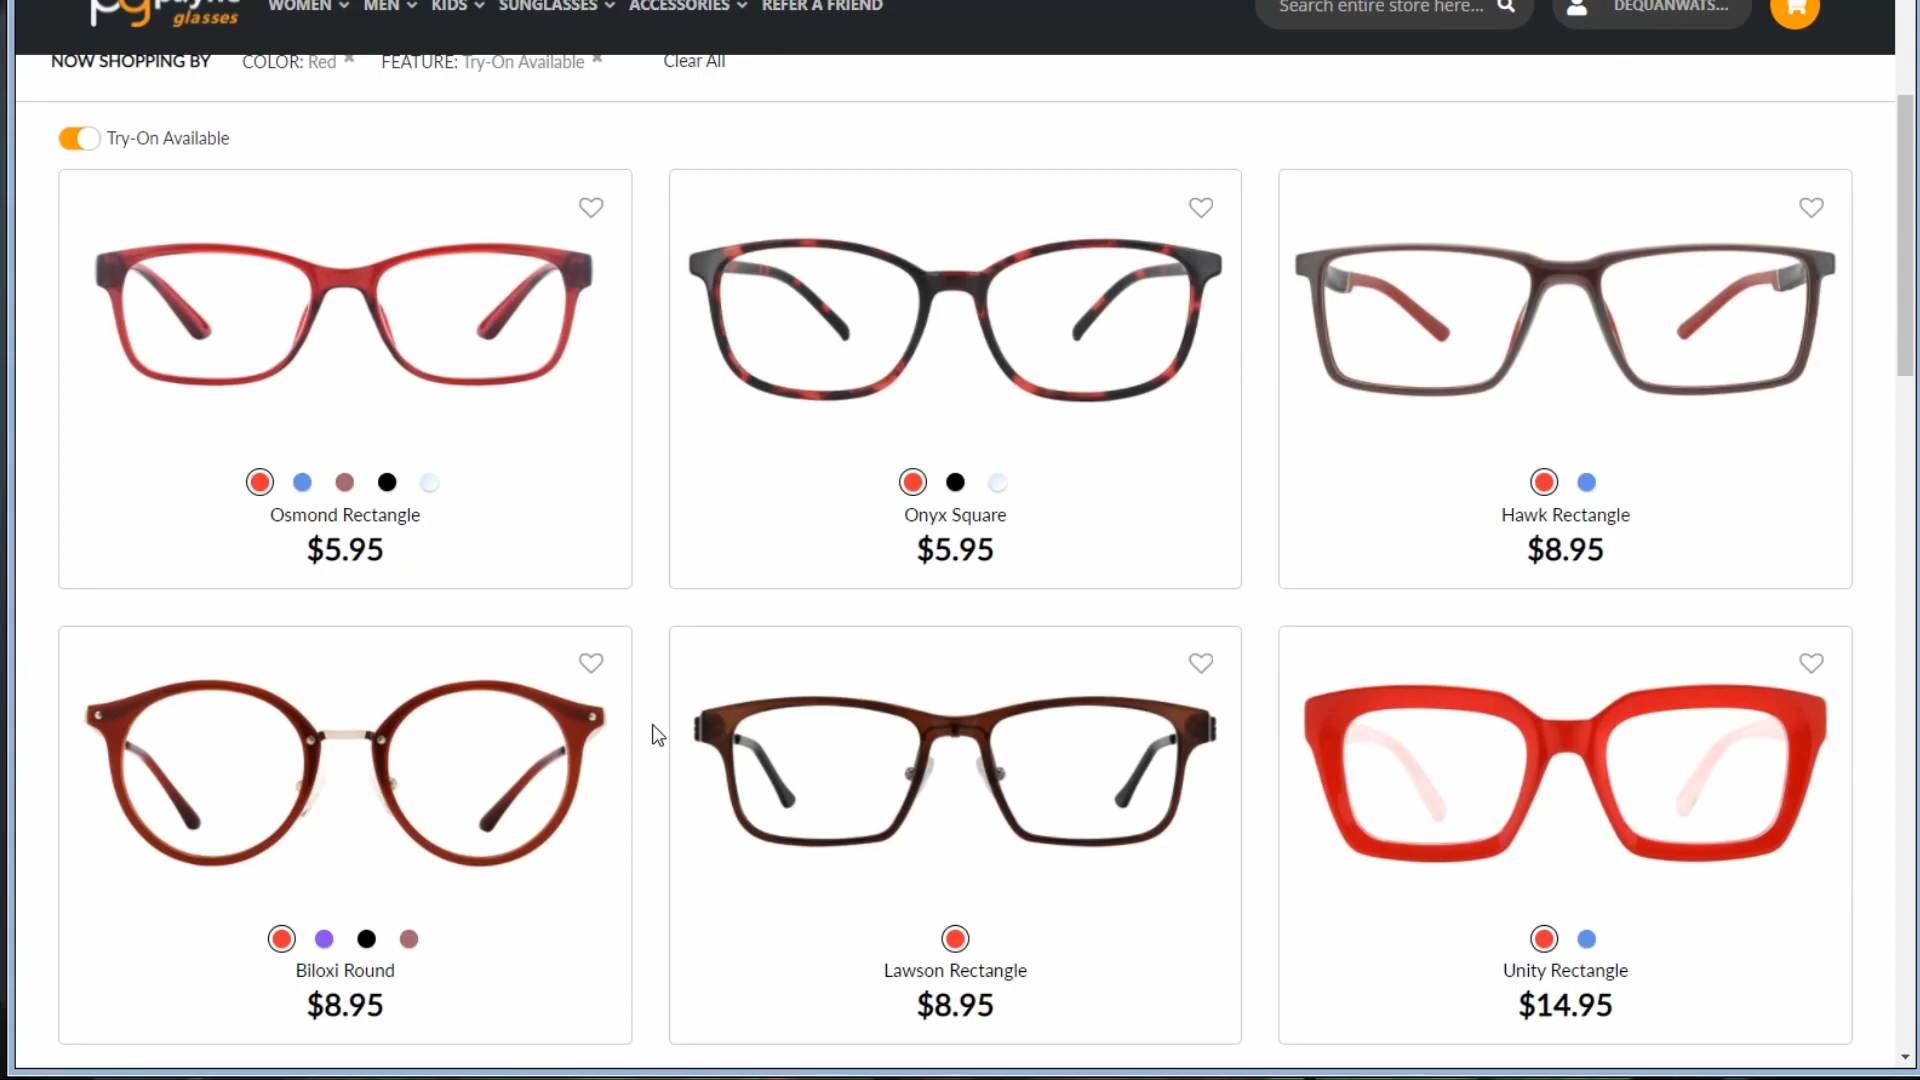 glasses
WOMEN MEN KIDS SUNGLASSES ACCESSORIES REFER A FRIEND
Search entire store here...
DEQUANWATS...
NOW SHOPPING BY COLOR: Red FEATURE: Try-On Available Clear All
Try-On Available
Osmond Rectangle
$5.95
Onyx Square
$5.95
Hawk Rectangle
$8.95
Biloxi Round
$8.95
Lawson Rectangle
$8.95
Unity Rectangle
$14.95